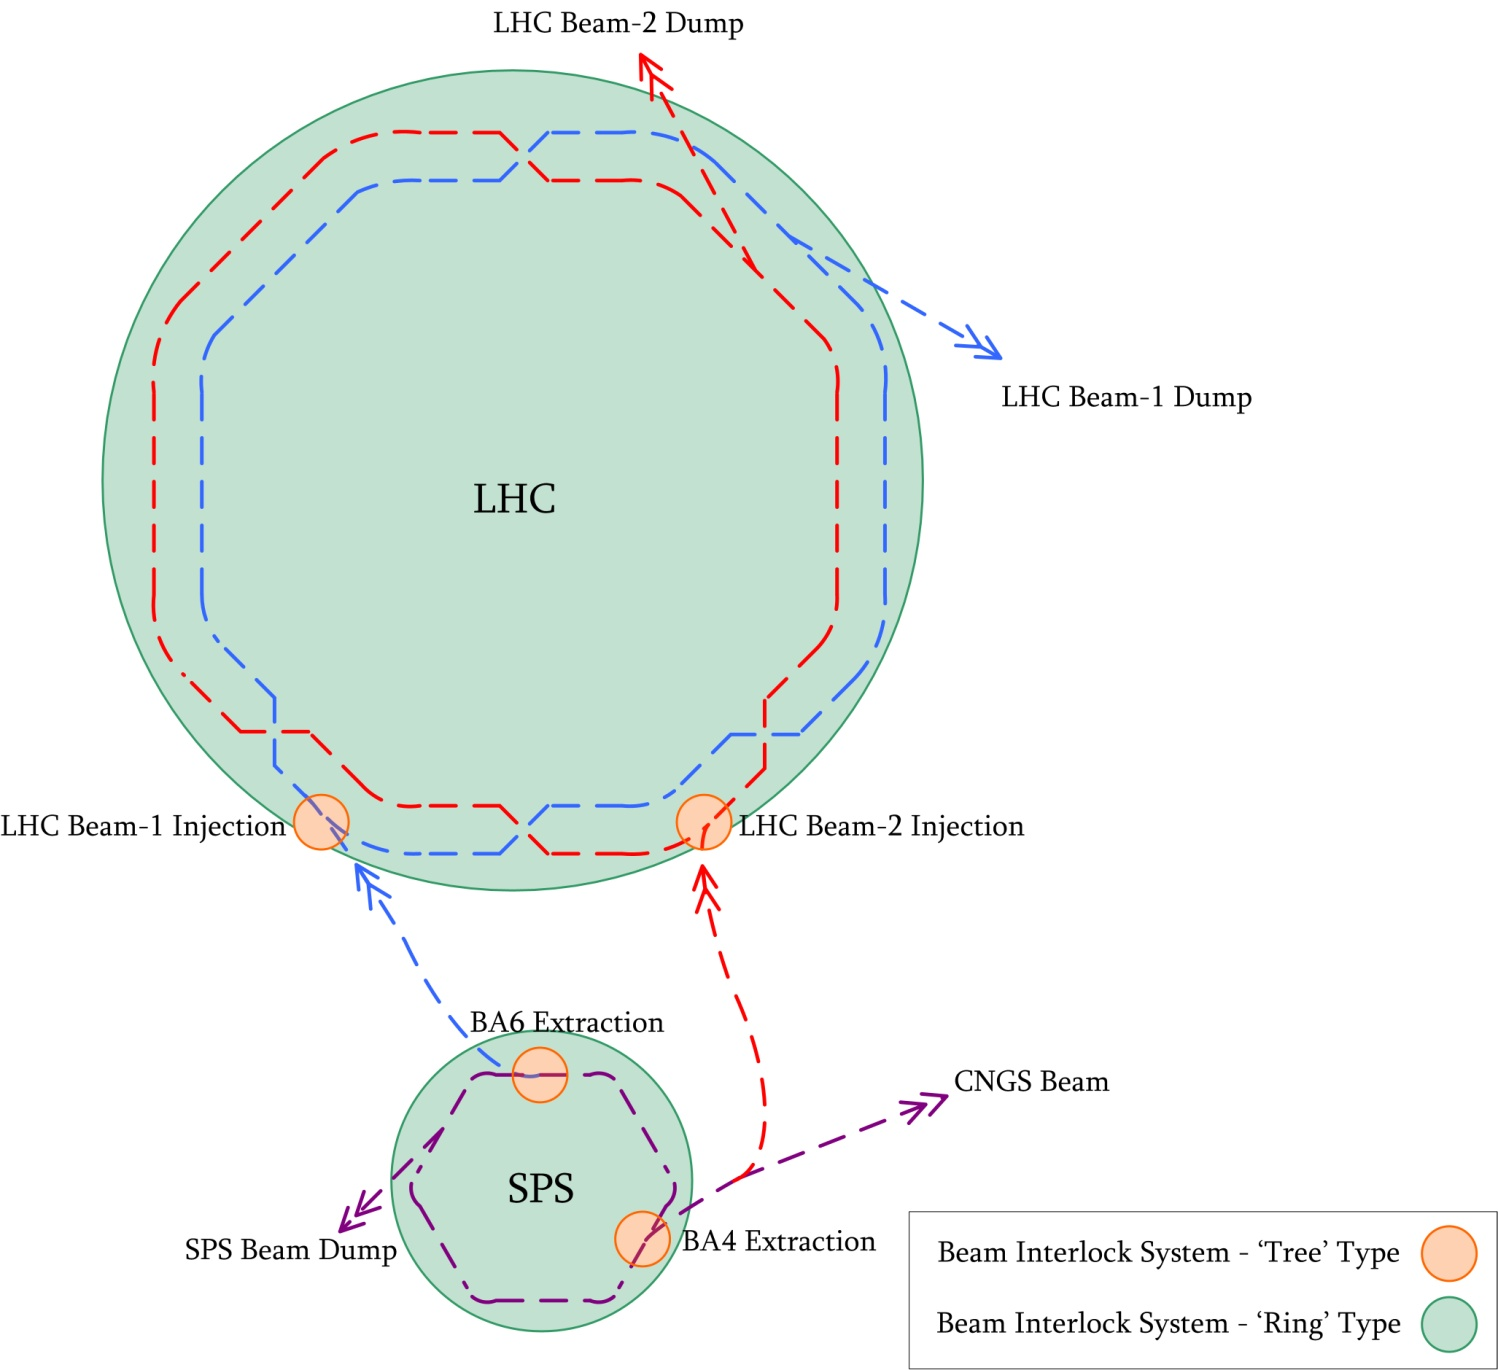 LHC Beam-2 Dump
LHC Beam-1 Dump
LHC
LHC Beam-1 Injection
LHC Beam-2 Injection
BA6 Extraction
CNGS Beam
SPS
SPS Beam Dump
BA4 Extraction
Beam Interlock System - ‘Tree’ Type
Beam Interlock System - ‘Ring’ Type